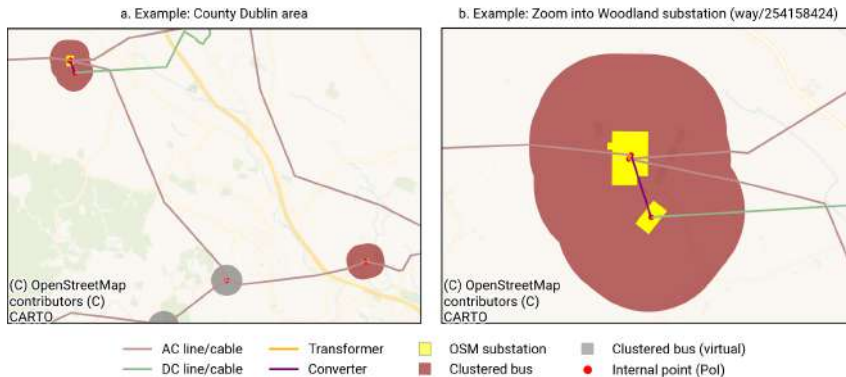 a. Example: County Dublin area
b. Example: Zoom into Woodland substation (way/254158424)
(C) OpenStreetMap
contributors (C)
CARTO
(C) OpenStreetMap
contributors (C)
CARTO
AC line/cable
Transformer
OSM substation
Clustered bus (virtual)
DC line/cable
Converter
Clustered bus
Internal point (PoI)